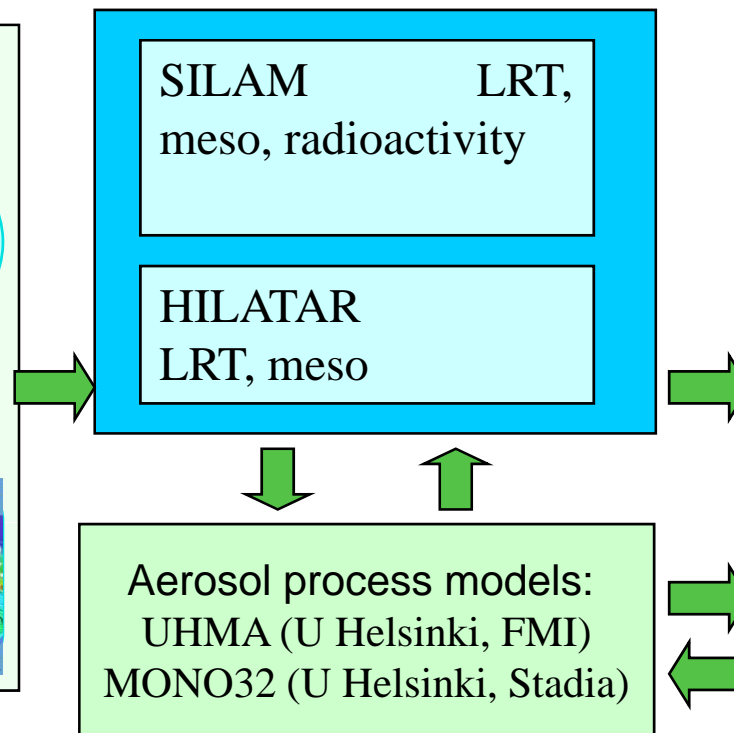 SILAM LRT,
meso, radioactivity
HILATAR
LRT, meso
Aerosol process models:
UHMA (U Helsinki, FMI)
MONO32 (U Helsinki, Stadia)